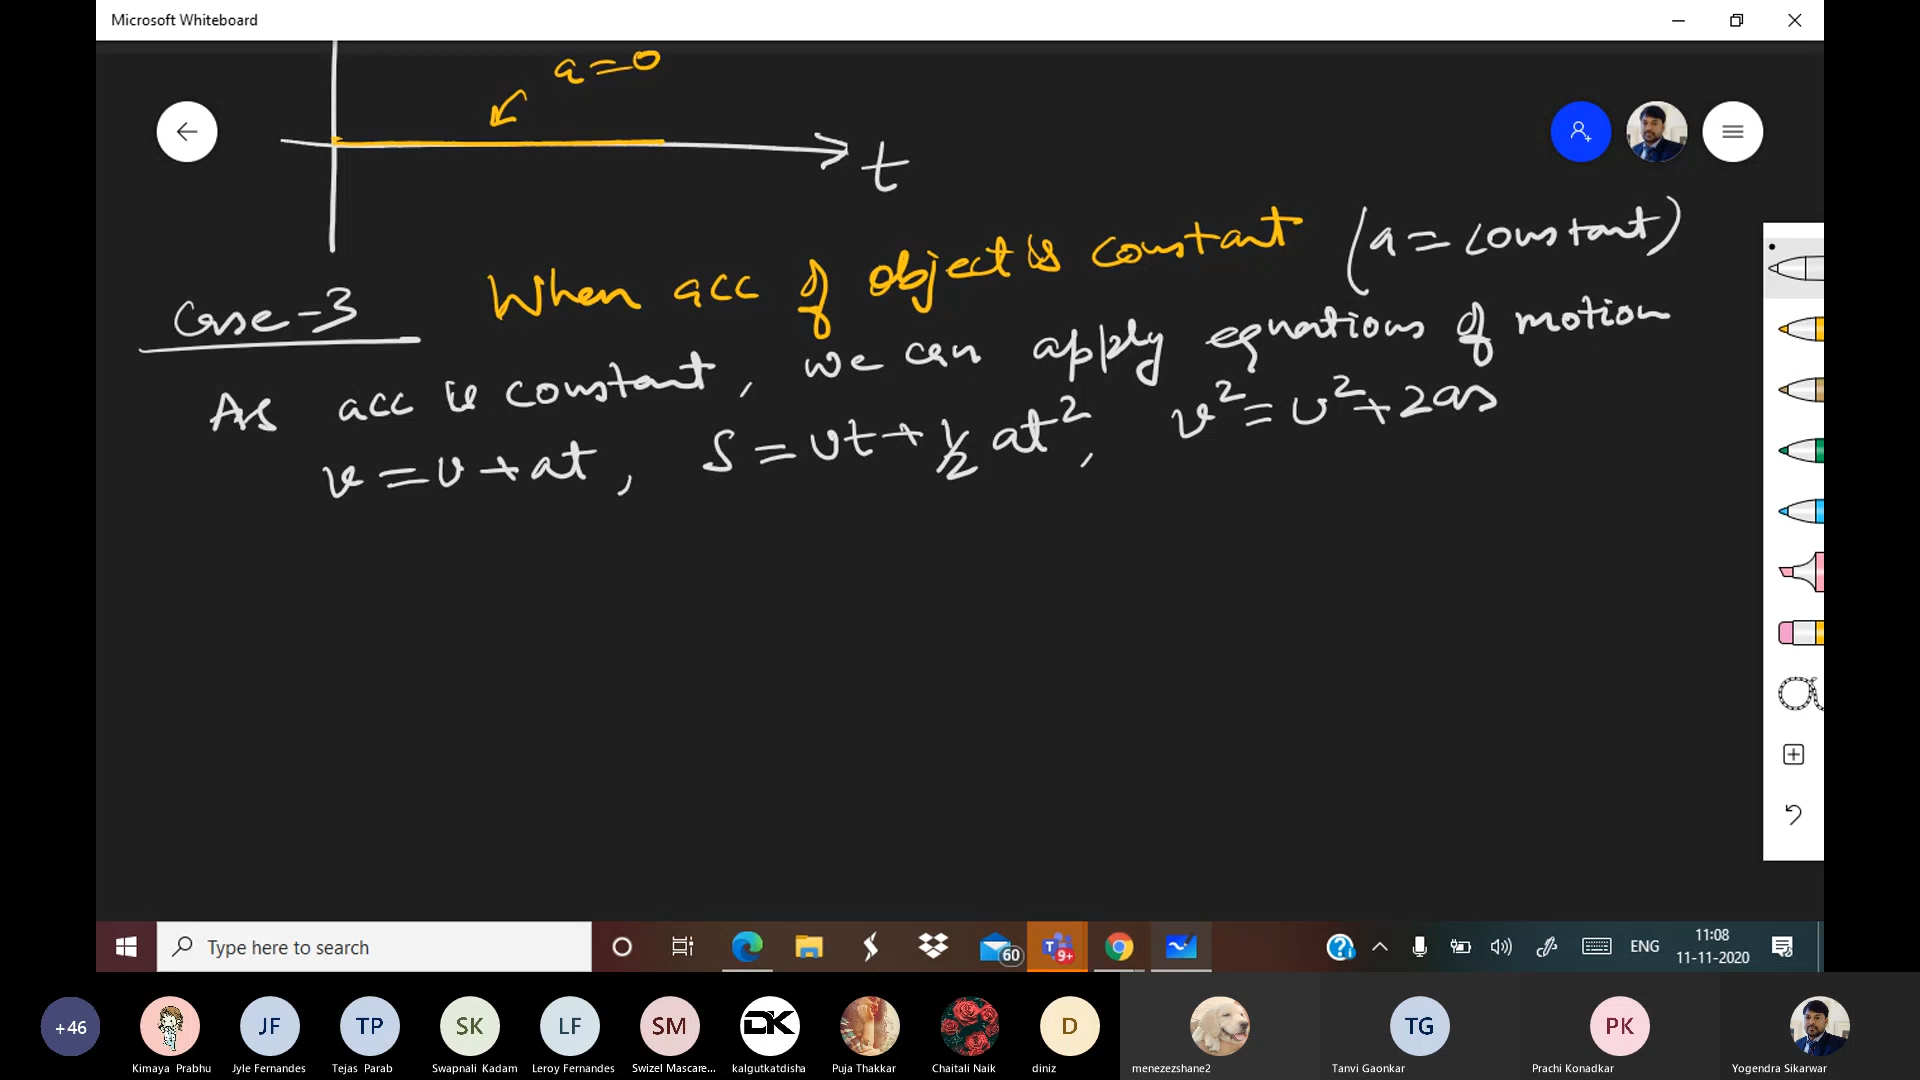 Microsoft Whiteboard
a=0
t
Case-3 When acc of object is constant (a=constant)
As acc is constant, we can apply equations of motion
v=u+at, s=ut+½at², v²=u²+2as
Type here to search
60
9+
ENG
11:08
11-11-2020
+46
JF
TP
SK
LF
SM
DK
D
TG
PK
Kimaya Prabhu
Jyle Fernandes
Tejas Parab
Swapnali Kadam
Leroy Fernandes
Swizel Mascare...
kalgutkatdisha
Puja Thakkar
Chaitali Naik
diniz
menezezshane2
Tanvi Gaonkar
Prachi Konadkar
Yogendra Sikarwar